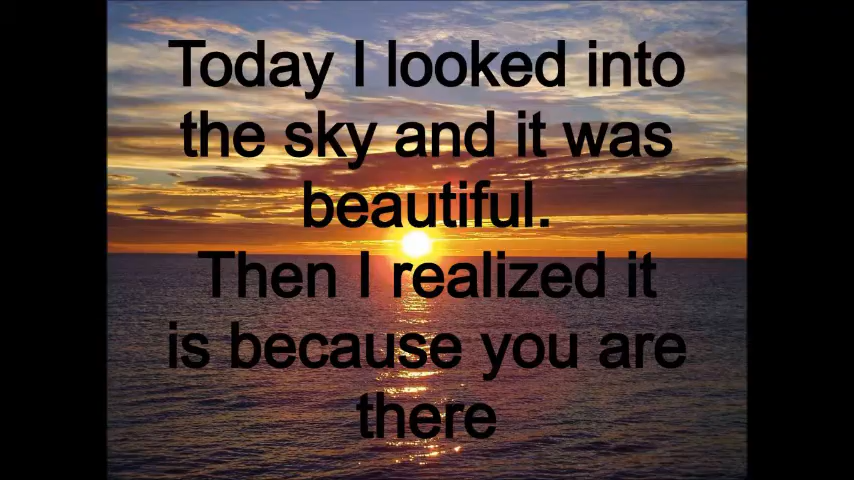 Today I looked into
the sky and it was
beautiful.
Then I realized it
is because you are
there